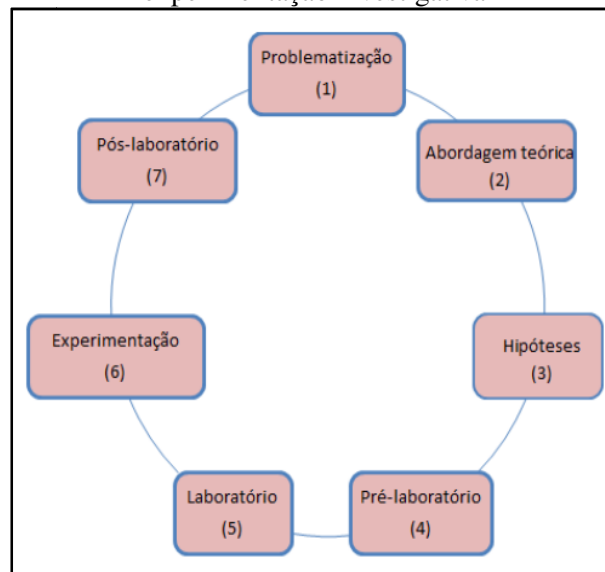 Problematização
(1)
Abordagem teórica
(2)
Hipóteses
(3)
Pré-laboratório
(4)
Laboratório
(5)
Experimentação
(6)
Pós-laboratório
(7)